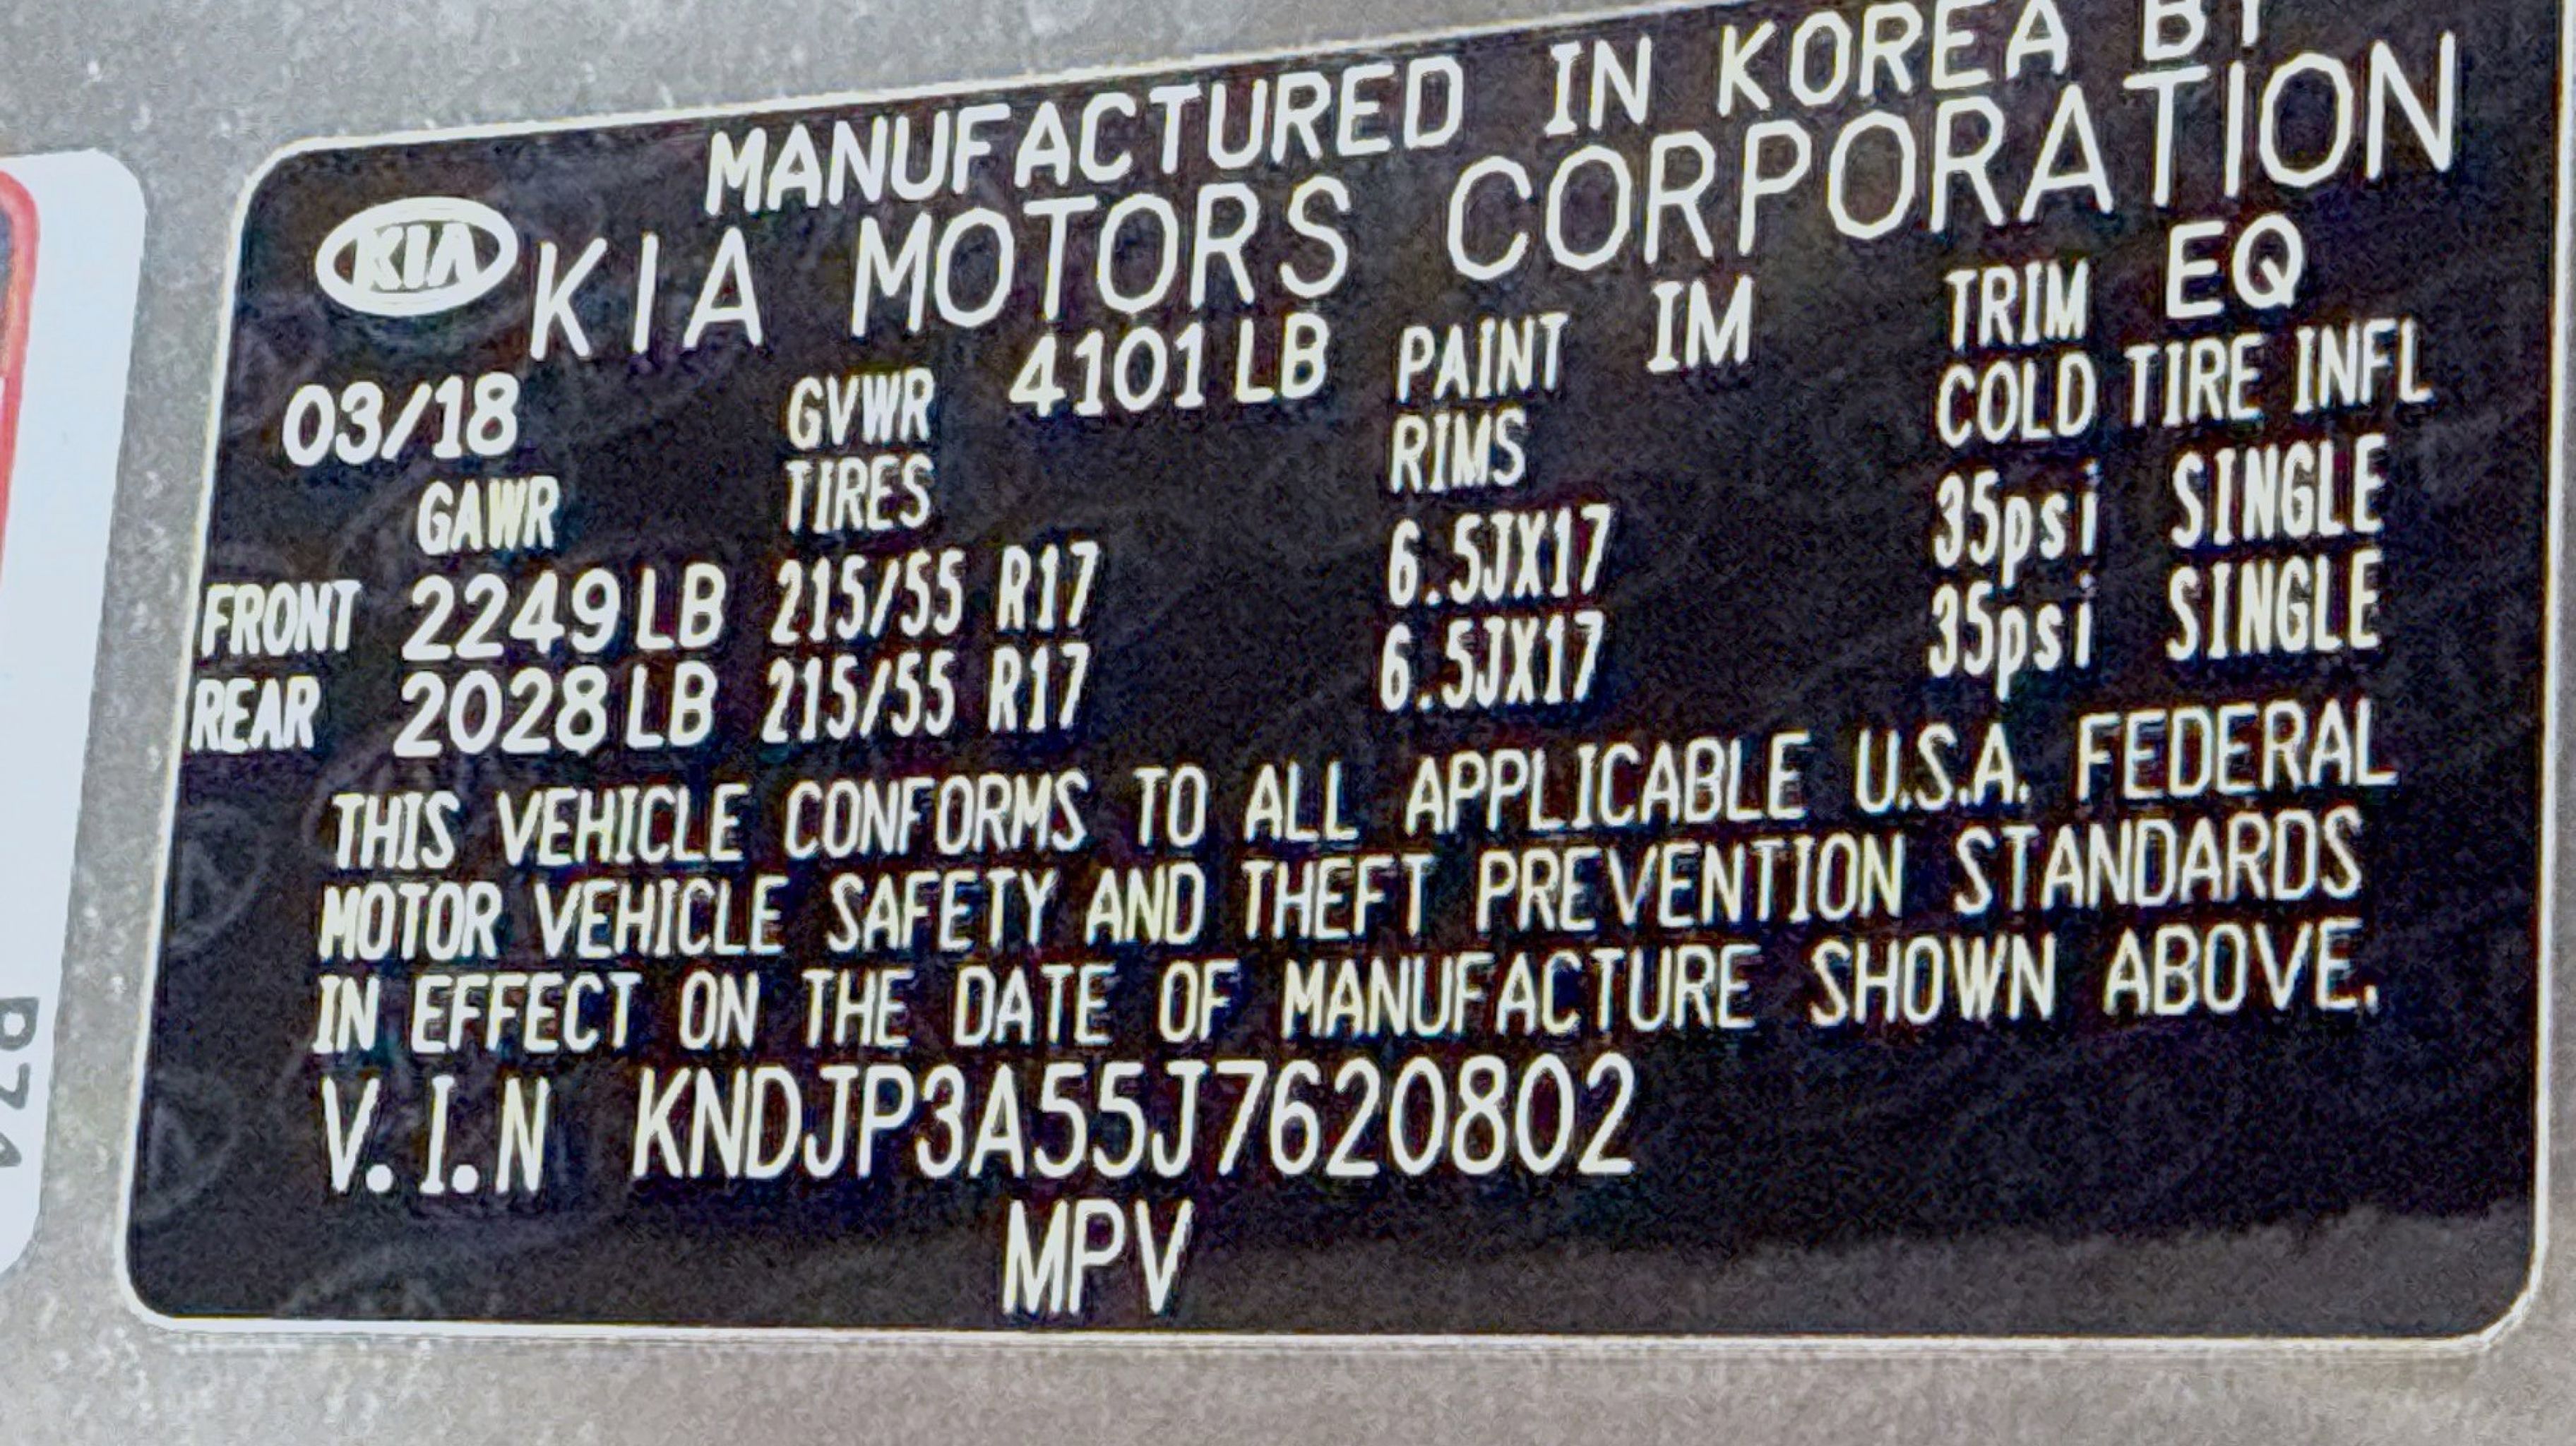 MANUFACTURED IN KOREA BY
KIA KIA MOTORS CORPORATION
03/18 GVWR 4101 LB PAINT IM TRIM EQ
GAWR TIRES RIMS COLD TIRE INFL
FRONT 2249 LB 215/55 R17 6.5JX17 35psi SINGLE
REAR 2028 LB 215/55 R17 6.5JX17 35psi SINGLE
THIS VEHICLE CONFORMS TO ALL APPLICABLE U.S.A. FEDERAL
MOTOR VEHICLE SAFETY AND THEFT PREVENTION STANDARDS
IN EFFECT ON THE DATE OF MANUFACTURE SHOWN ABOVE.
V.I.N KNDJP3A55J7620802
MPV